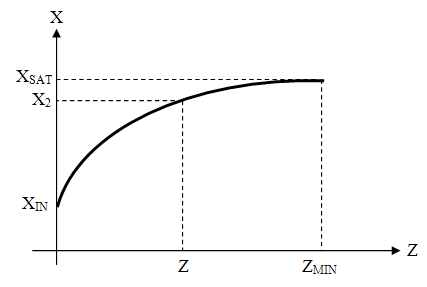 X
X_SAT
X_2
X_IN
Z
Z
Z_MIN